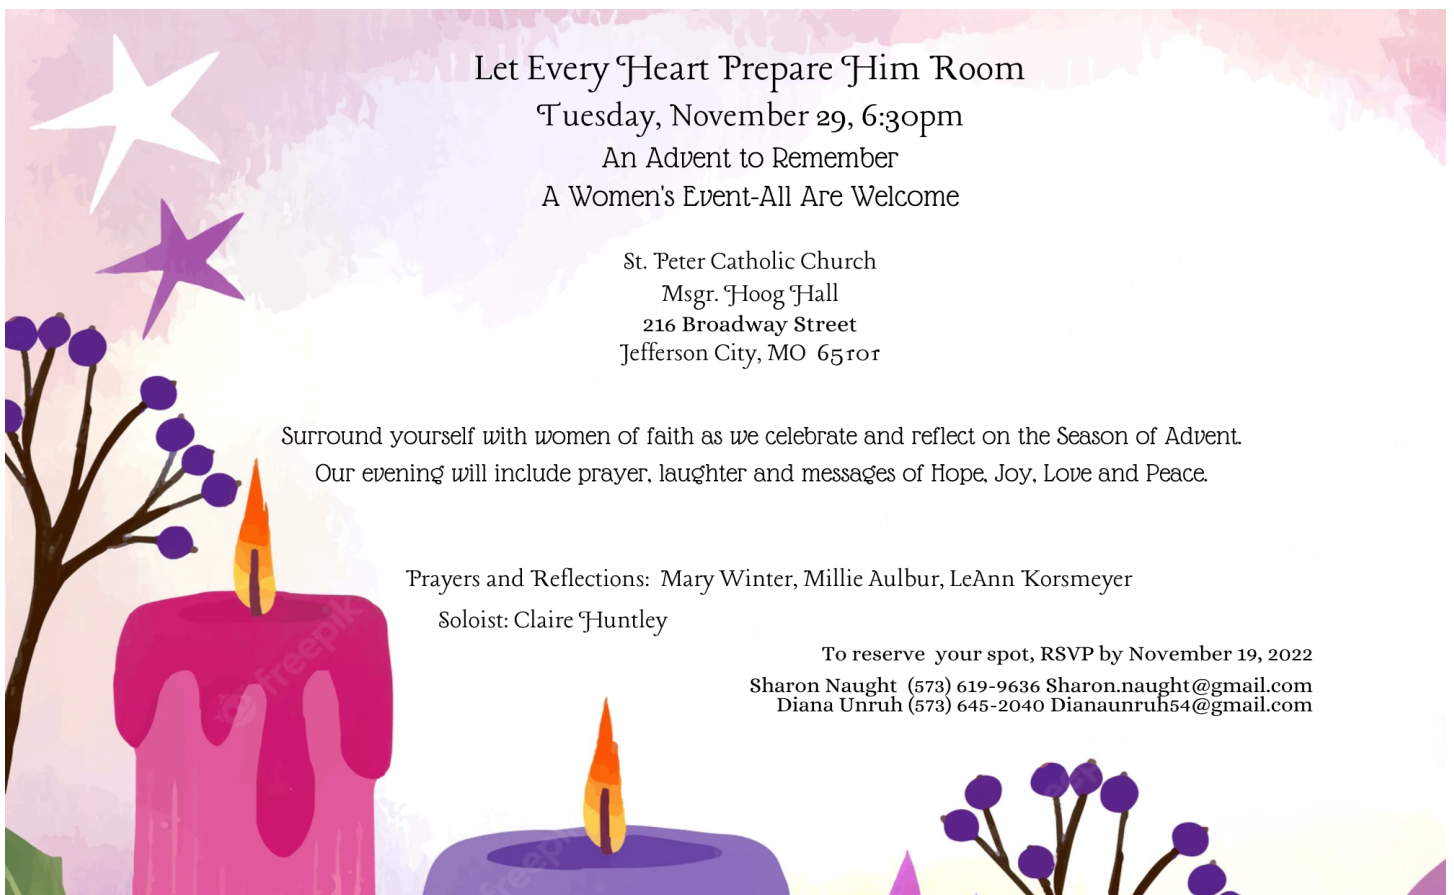 Let Every Heart Prepare Him Room
Tuesday, November 29, 6:30pm
An Advent to Remember
A Women's Event-All Are Welcome
St. Peter Catholic Church
Msgr. Hoog Hall
216 Broadway Street
Jefferson City, MO 65101
Surround yourself with women of faith as we celebrate and reflect on the Season of Advent.
Our evening will include prayer, laughter and messages of Hope, Joy, Love and Peace.
Prayers and Reflections: Mary Winter, Millie Aulbur, LeAnn Korsmeyer
Soloist: Claire Huntley
To reserve your spot, RSVP by November 19, 2022
Sharon Naught (573) 619-9636 Sharon.naught@gmail.com
Diana Unruh (573) 645-2040 Dianaunruh54@gmail.com
freepik